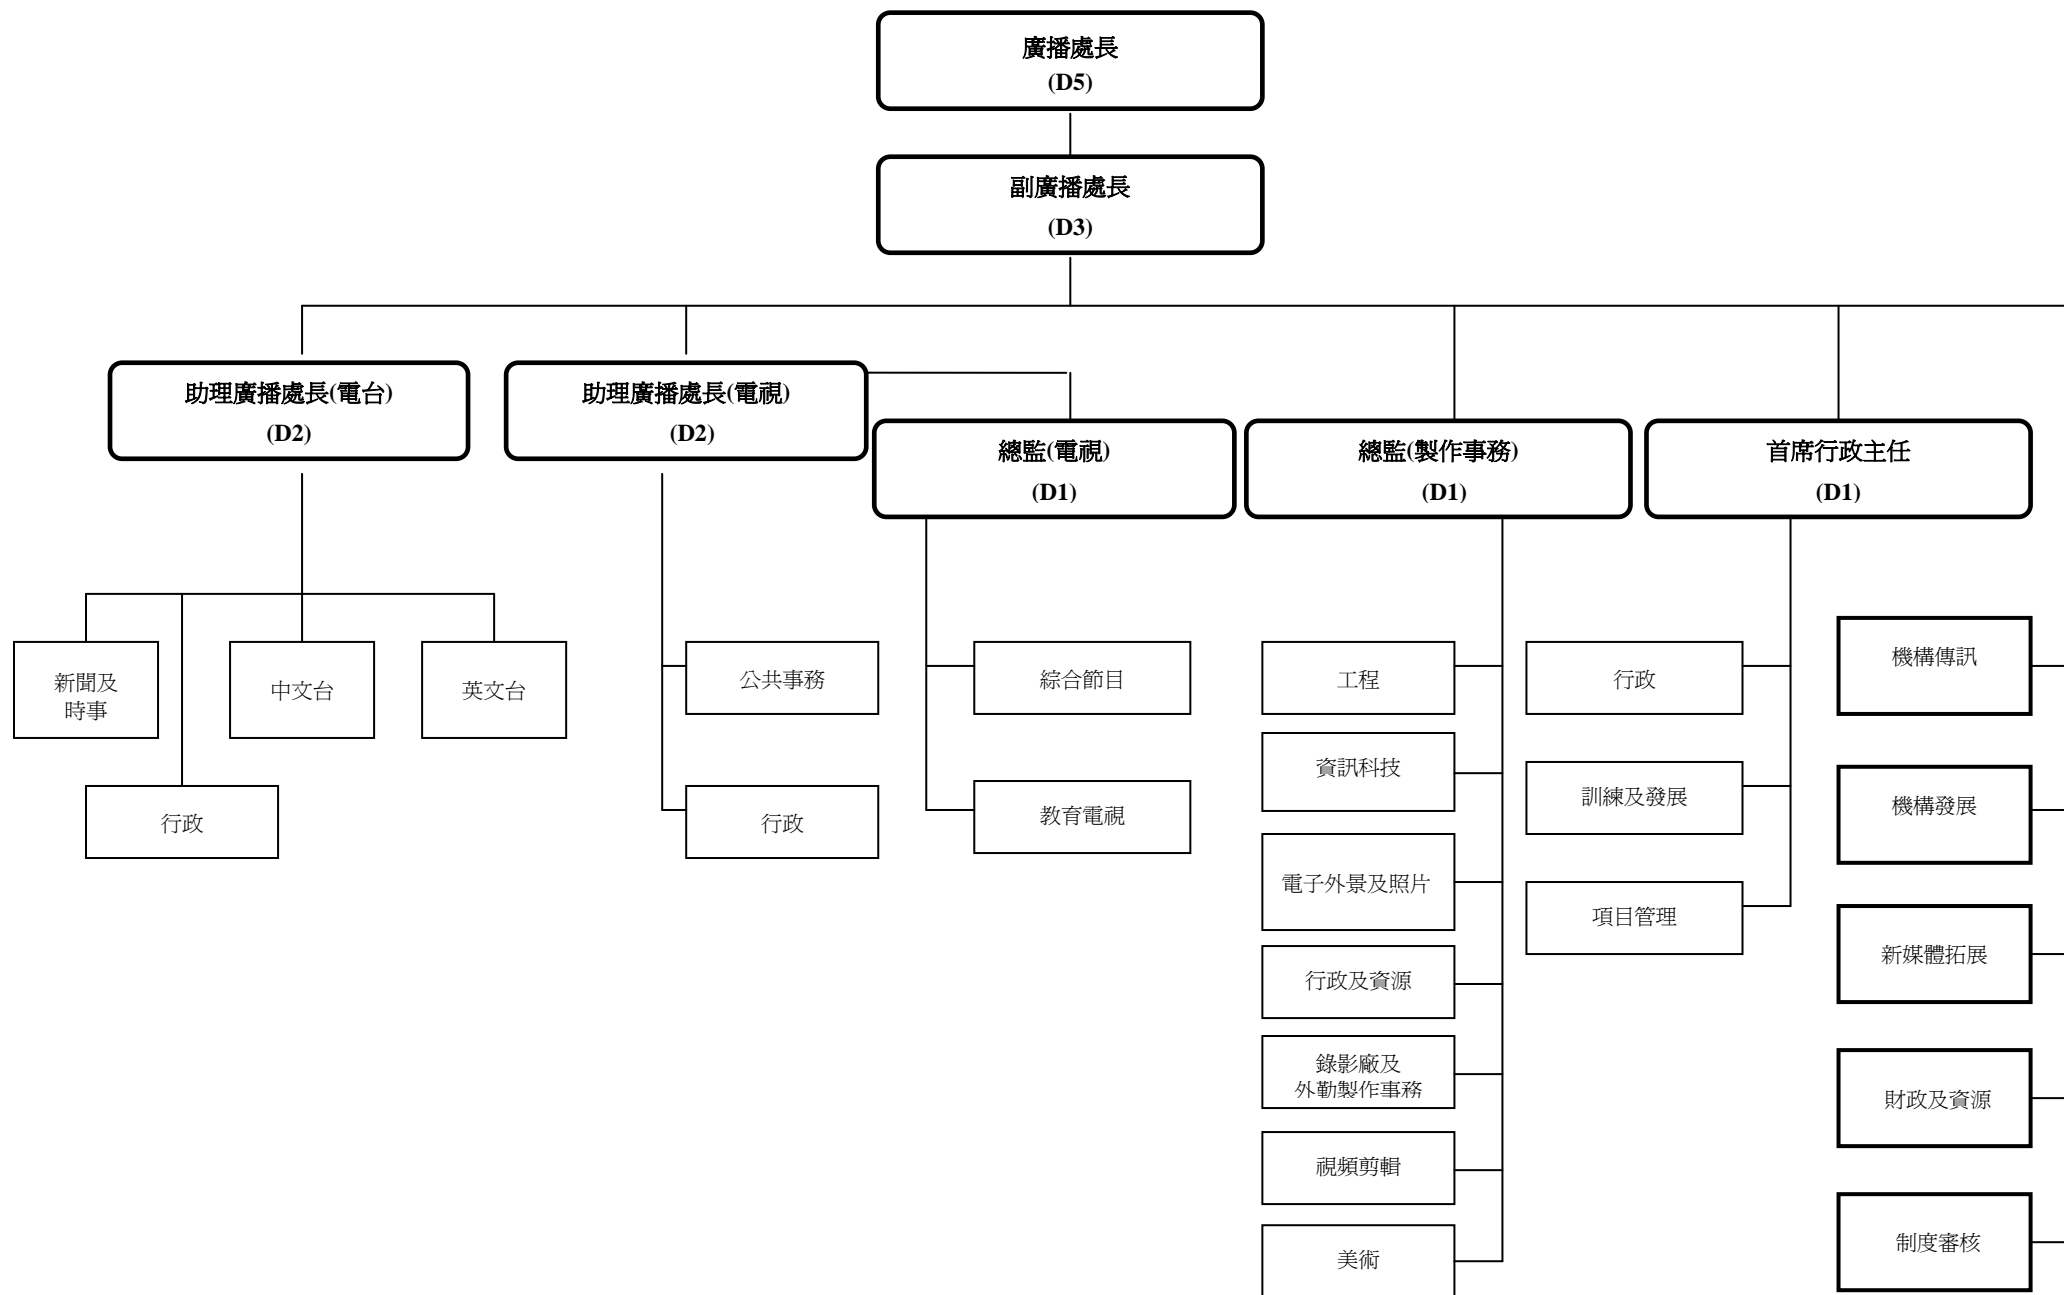 廣播處長
(D5)
副廣播處長
(D3)
助理廣播處長(電台)
(D2)
助理廣播處長(電視)
(D2)
總監(電視)
(D1)
總監(製作事務)
(D1)
首席行政主任
(D1)
新聞及
時事
中文台
英文台
行政
公共事務
行政
綜合節目
教育電視
工程
資訊科技
電子外景及照片
行政及資源
錄影廠及
外勤製作事務
視頻剪輯
美術
行政
訓練及發展
項目管理
機構傳訊
機構發展
新媒體拓展
財政及資源
制度審核